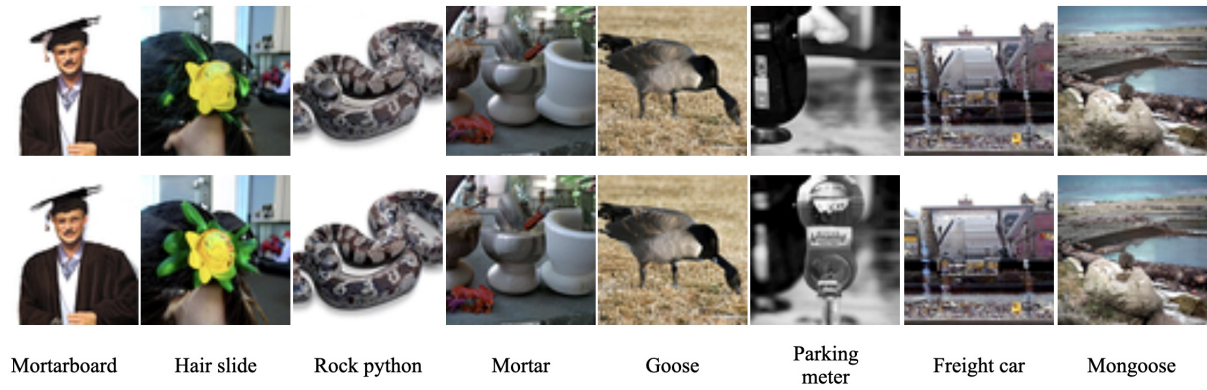 Mortarboard
Hair slide
Rock python
Mortar
Goose
Parking
meter
Freight car
Mongoose